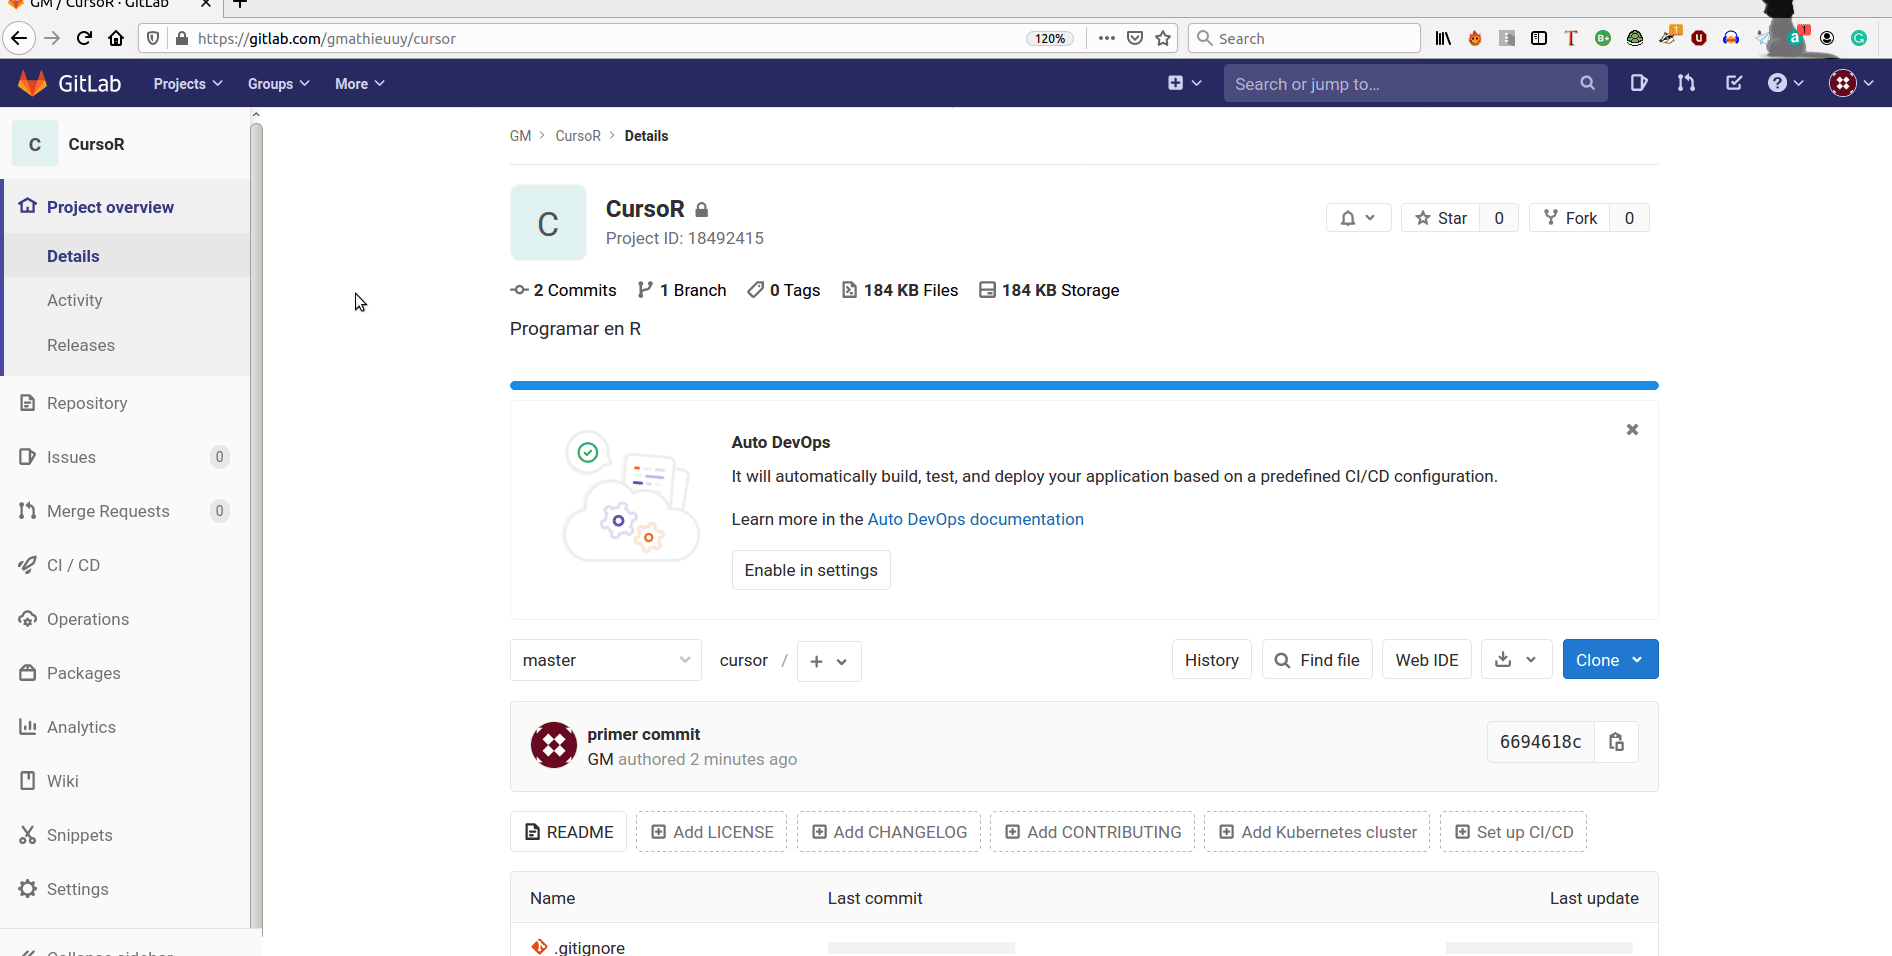 GM / CursoR · GitLab
https://gitlab.com/gmathieuuy/cursor
120%
Search
GitLab
Projects
Groups
More
Search or jump to...
C
CursoR
Project overview
Details
Activity
Releases
Repository
Issues
0
Merge Requests
0
CI / CD
Operations
Packages
Analytics
Wiki
Snippets
Settings
Collapse sidebar
GM > CursoR > Details
C
CursoR
Project ID: 18492415
Star
0
Fork
0
2 Commits
1 Branch
0 Tags
184 KB Files
184 KB Storage
Programar en R
Auto DevOps
It will automatically build, test, and deploy your application based on a predefined CI/CD configuration.
Learn more in the Auto DevOps documentation
Enable in settings
master
cursor /
History
Find file
Web IDE
Clone
primer commit
GM authored 2 minutes ago
6694618c
README
Add LICENSE
Add CHANGELOG
Add CONTRIBUTING
Add Kubernetes cluster
Set up CI/CD
Name
Last commit
Last update
.gitignore